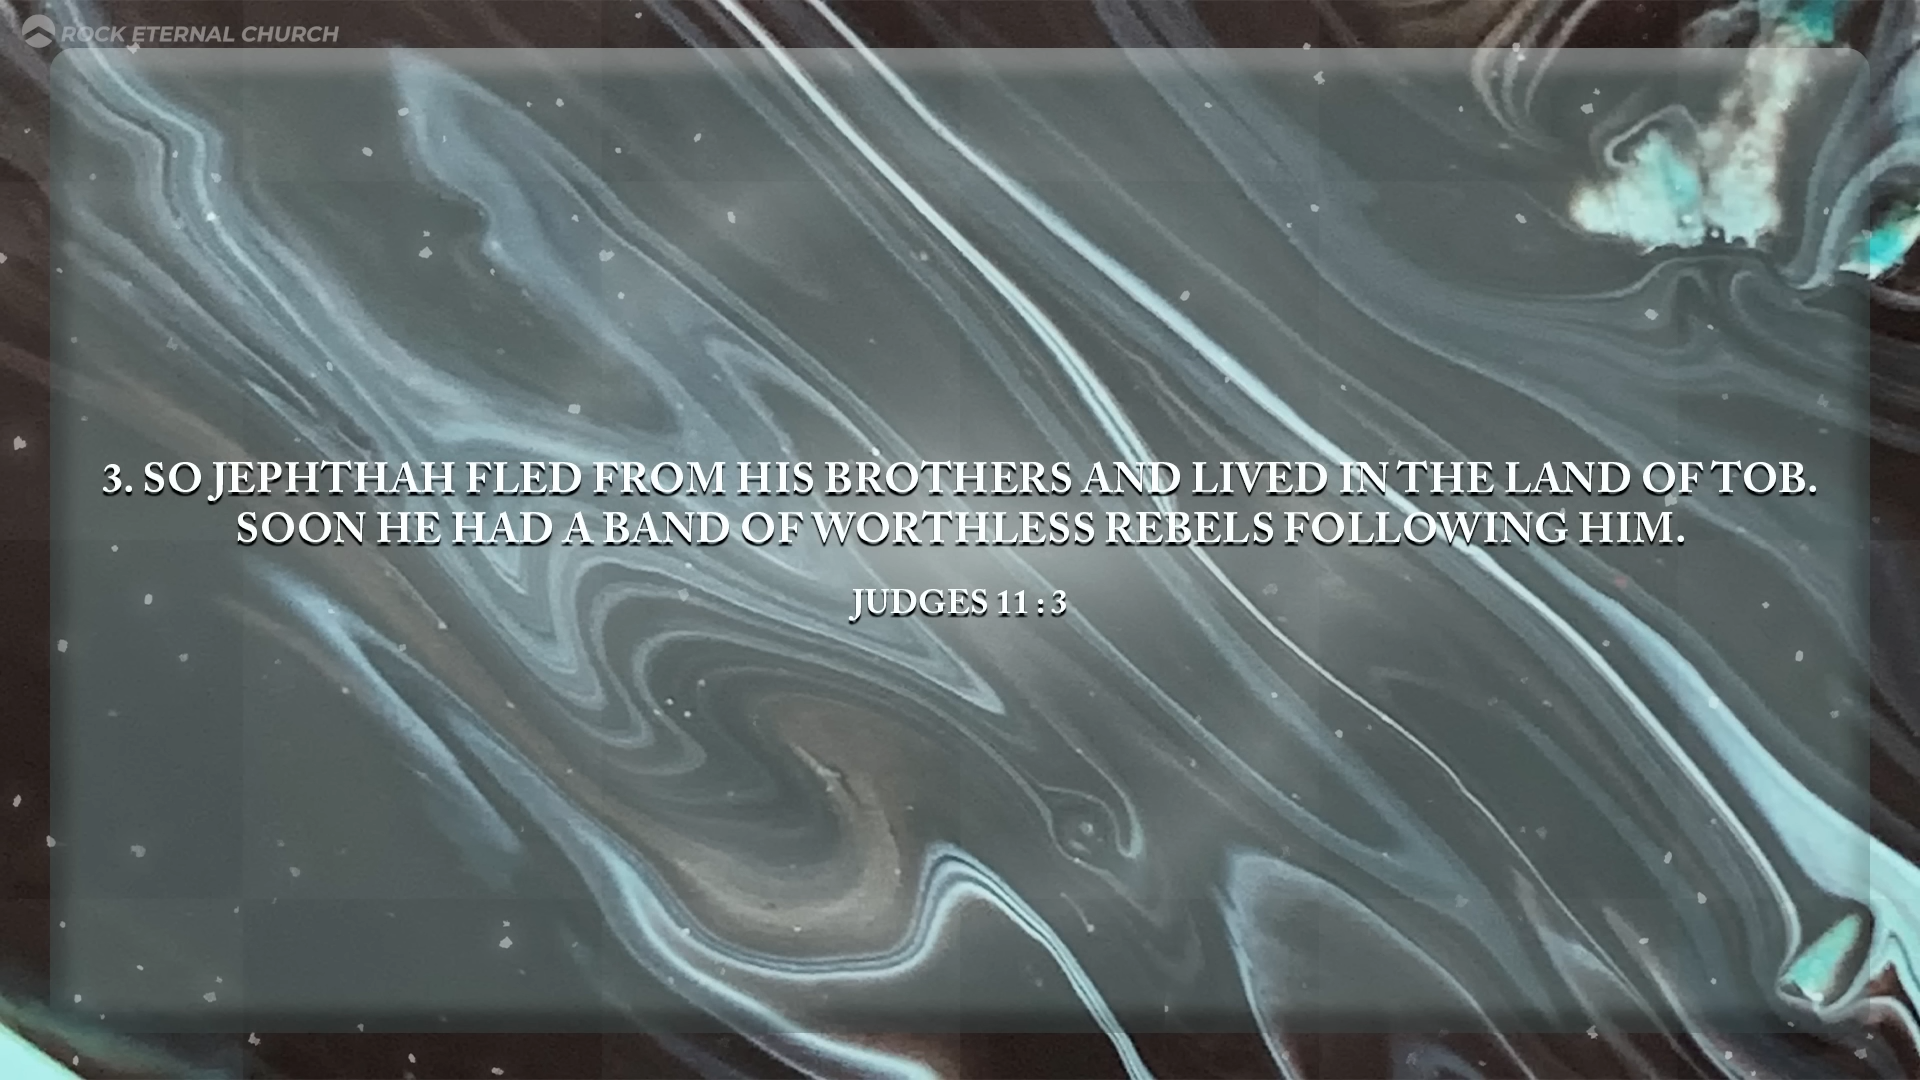 ROCK ETERNAL CHURCH
3. SO JEPHTHAH FLED FROM HIS BROTHERS AND LIVED IN THE LAND OF TOB.
SOON HE HAD A BAND OF WORTHLESS REBELS FOLLOWING HIM.
JUDGES 11:3